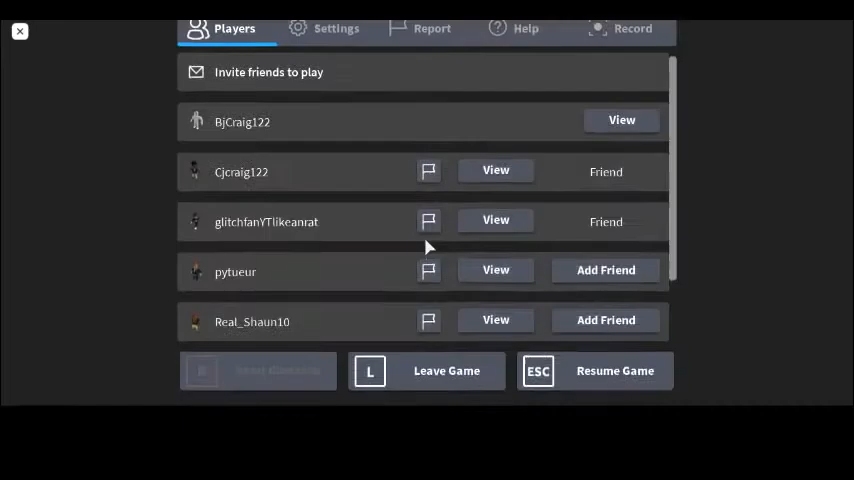 Players Settings Report Help Record
Invite friends to play
BjCraig122 View
Cjcraig122 View Friend
glitchfanYTlikeanrat View Friend
pytueur View Add Friend
Real_Shaun10 View Add Friend
L Leave Game ESC Resume Game